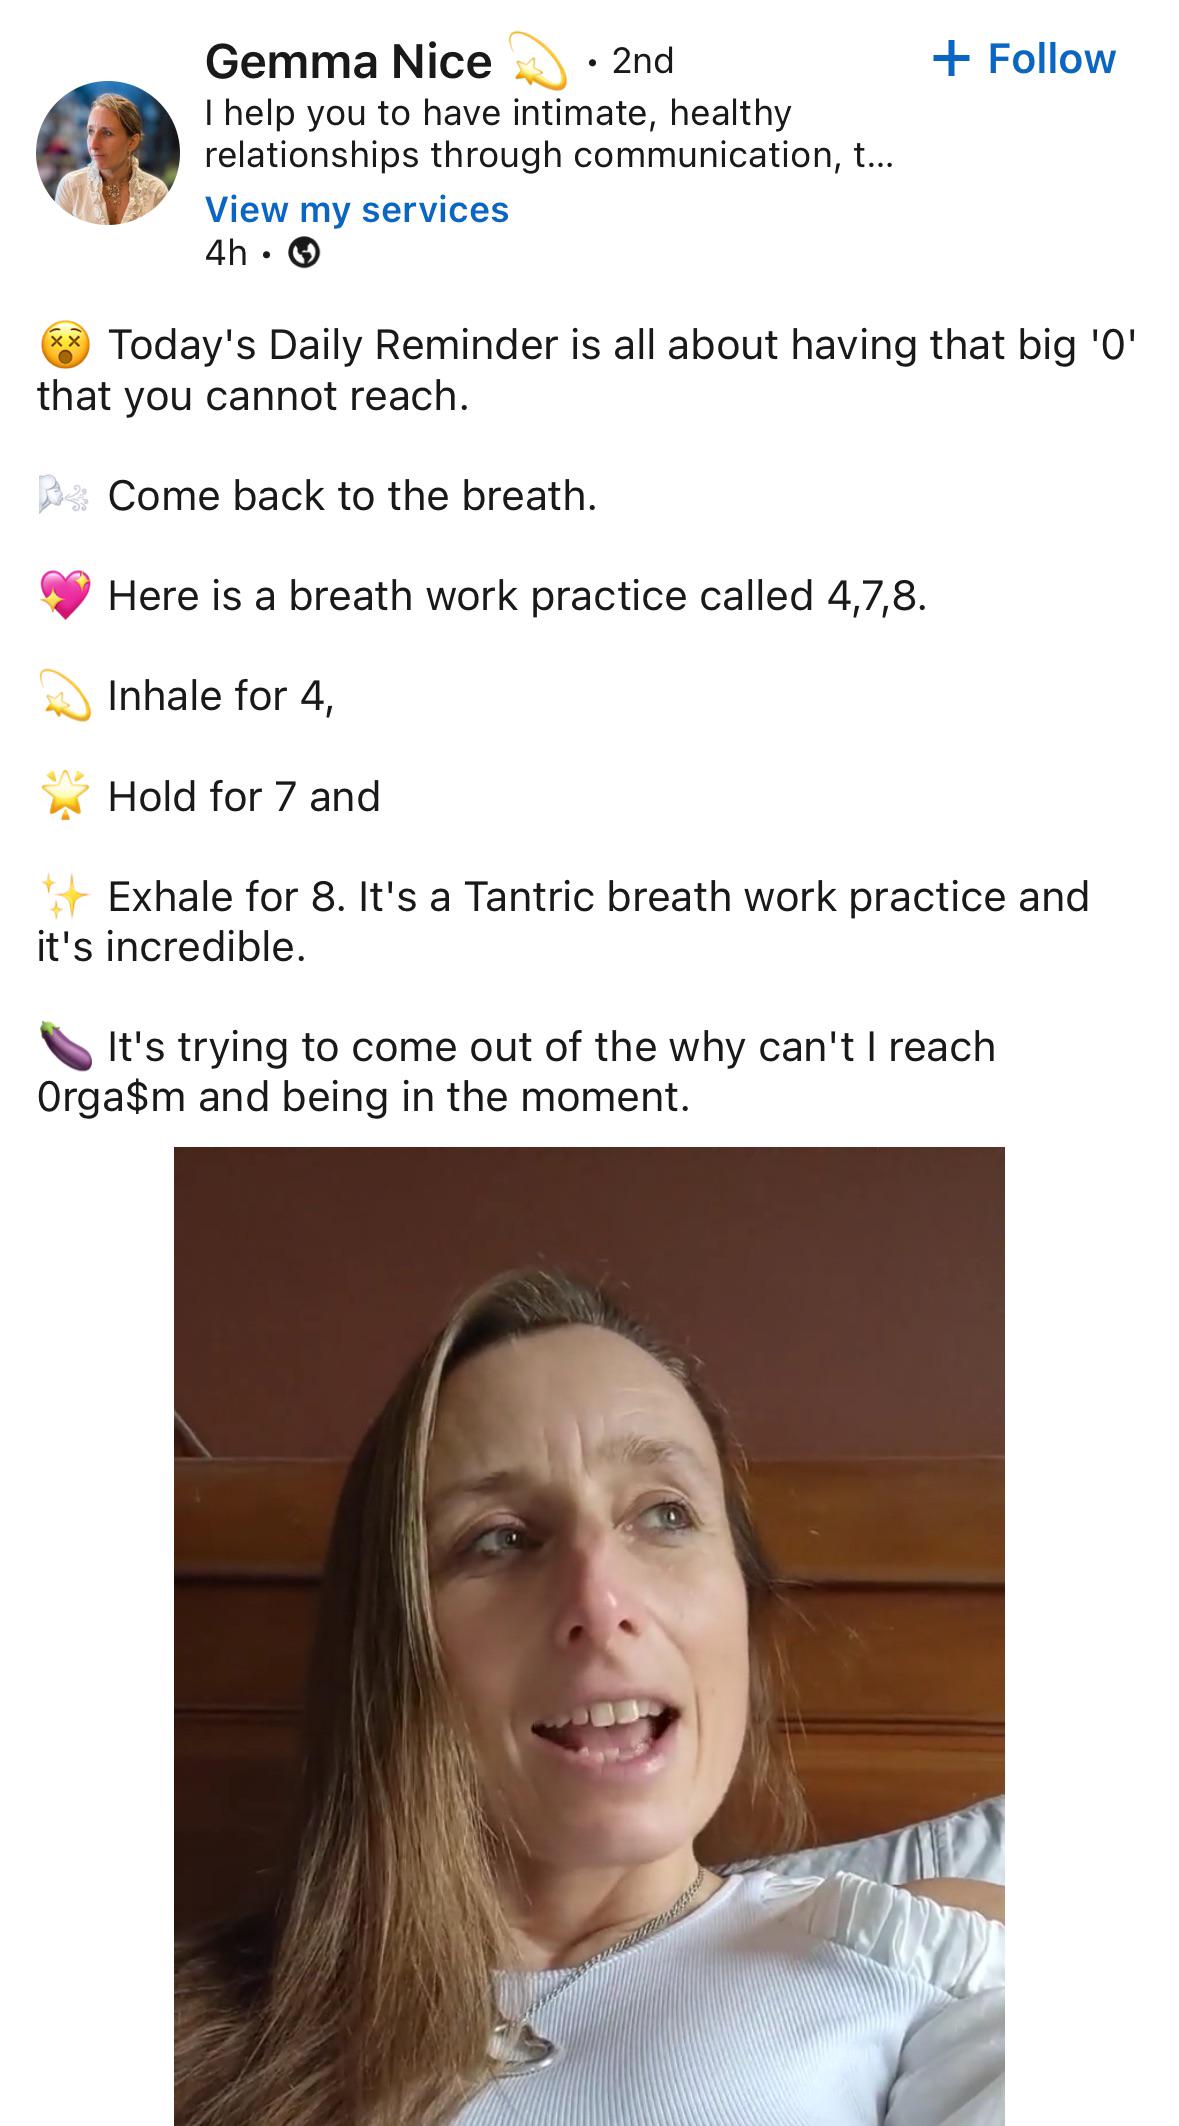 Gemma Nice 💫 • 2nd
+ Follow
I help you to have intimate, healthy
relationships through communication, t...
View my services
4h •
😵 Today's Daily Reminder is all about having that big '0'
that you cannot reach.
🌬️ Come back to the breath.
💖 Here is a breath work practice called 4,7,8.
💫 Inhale for 4,
🌟 Hold for 7 and
✨ Exhale for 8. It's a Tantric breath work practice and
it's incredible.
🍆 It's trying to come out of the why can't I reach
0rga$m and being in the moment.